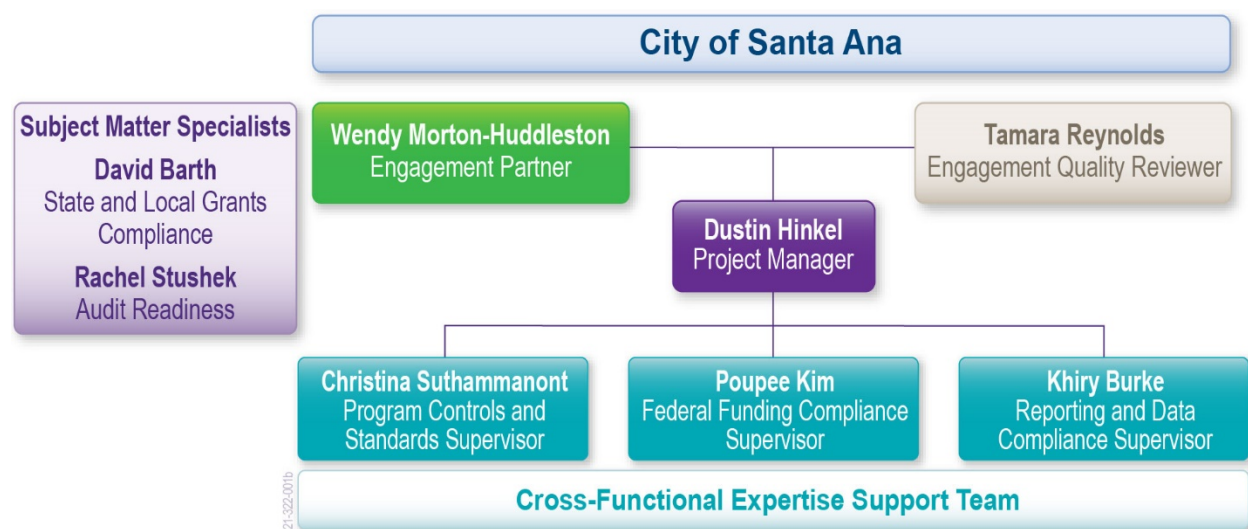 City of Santa Ana
Subject Matter Specialists
David Barth
State and Local Grants
Compliance
Rachel Stushek
Audit Readiness
Wendy Morton-Huddleston
Engagement Partner
Tamara Reynolds
Engagement Quality Reviewer
Dustin Hinkel
Project Manager
Christina Suthammanont
Program Controls and
Standards Supervisor
Poupee Kim
Federal Funding Compliance
Supervisor
Khiry Burke
Reporting and Data
Compliance Supervisor
Cross-Functional Expertise Support Team
21-322-001b